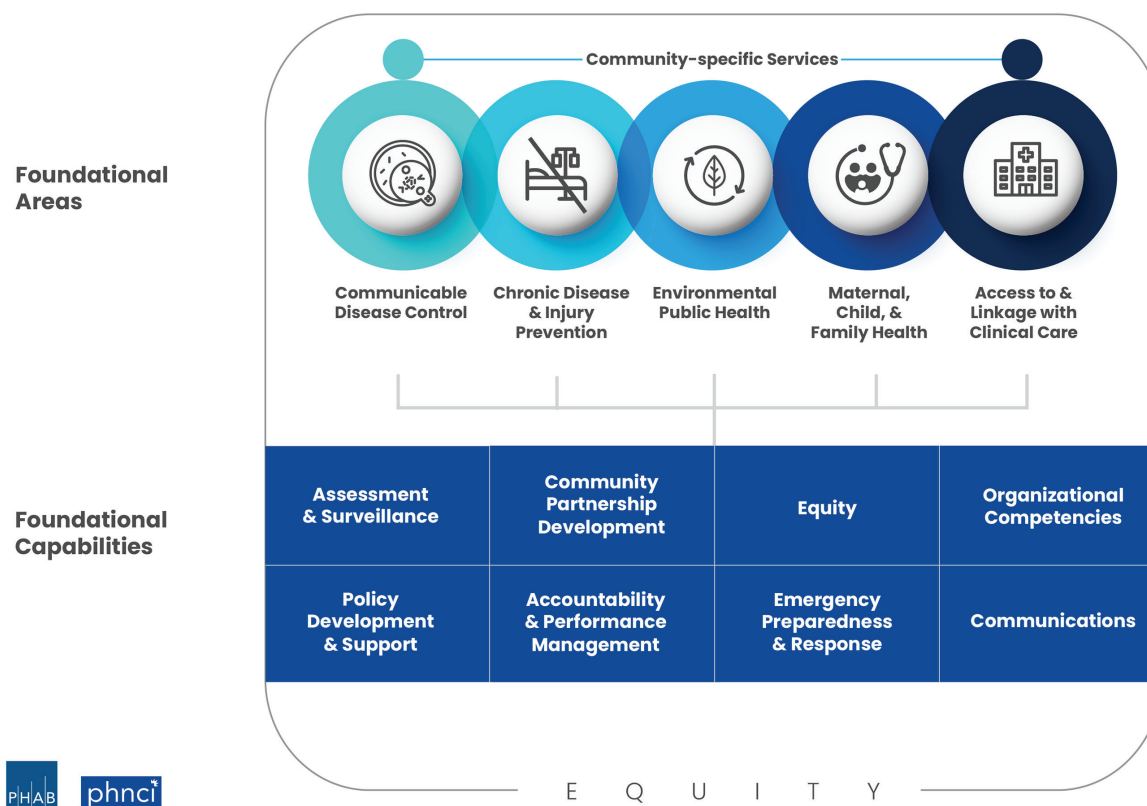 Community-specific Services
Foundational
Areas
Communicable
Disease Control
Chronic Disease
& Injury
Prevention
Environmental
Public Health
Maternal,
Child, &
Family Health
Access to &
Linkage with
Clinical Care
Foundational
Capabilities
Assessment
& Surveillance
Community
Partnership
Development
Equity
Organizational
Competencies
Policy
Development
& Support
Accountability
& Performance
Management
Emergency
Preparedness
& Response
Communications
PHAB
phnci
EQUITY